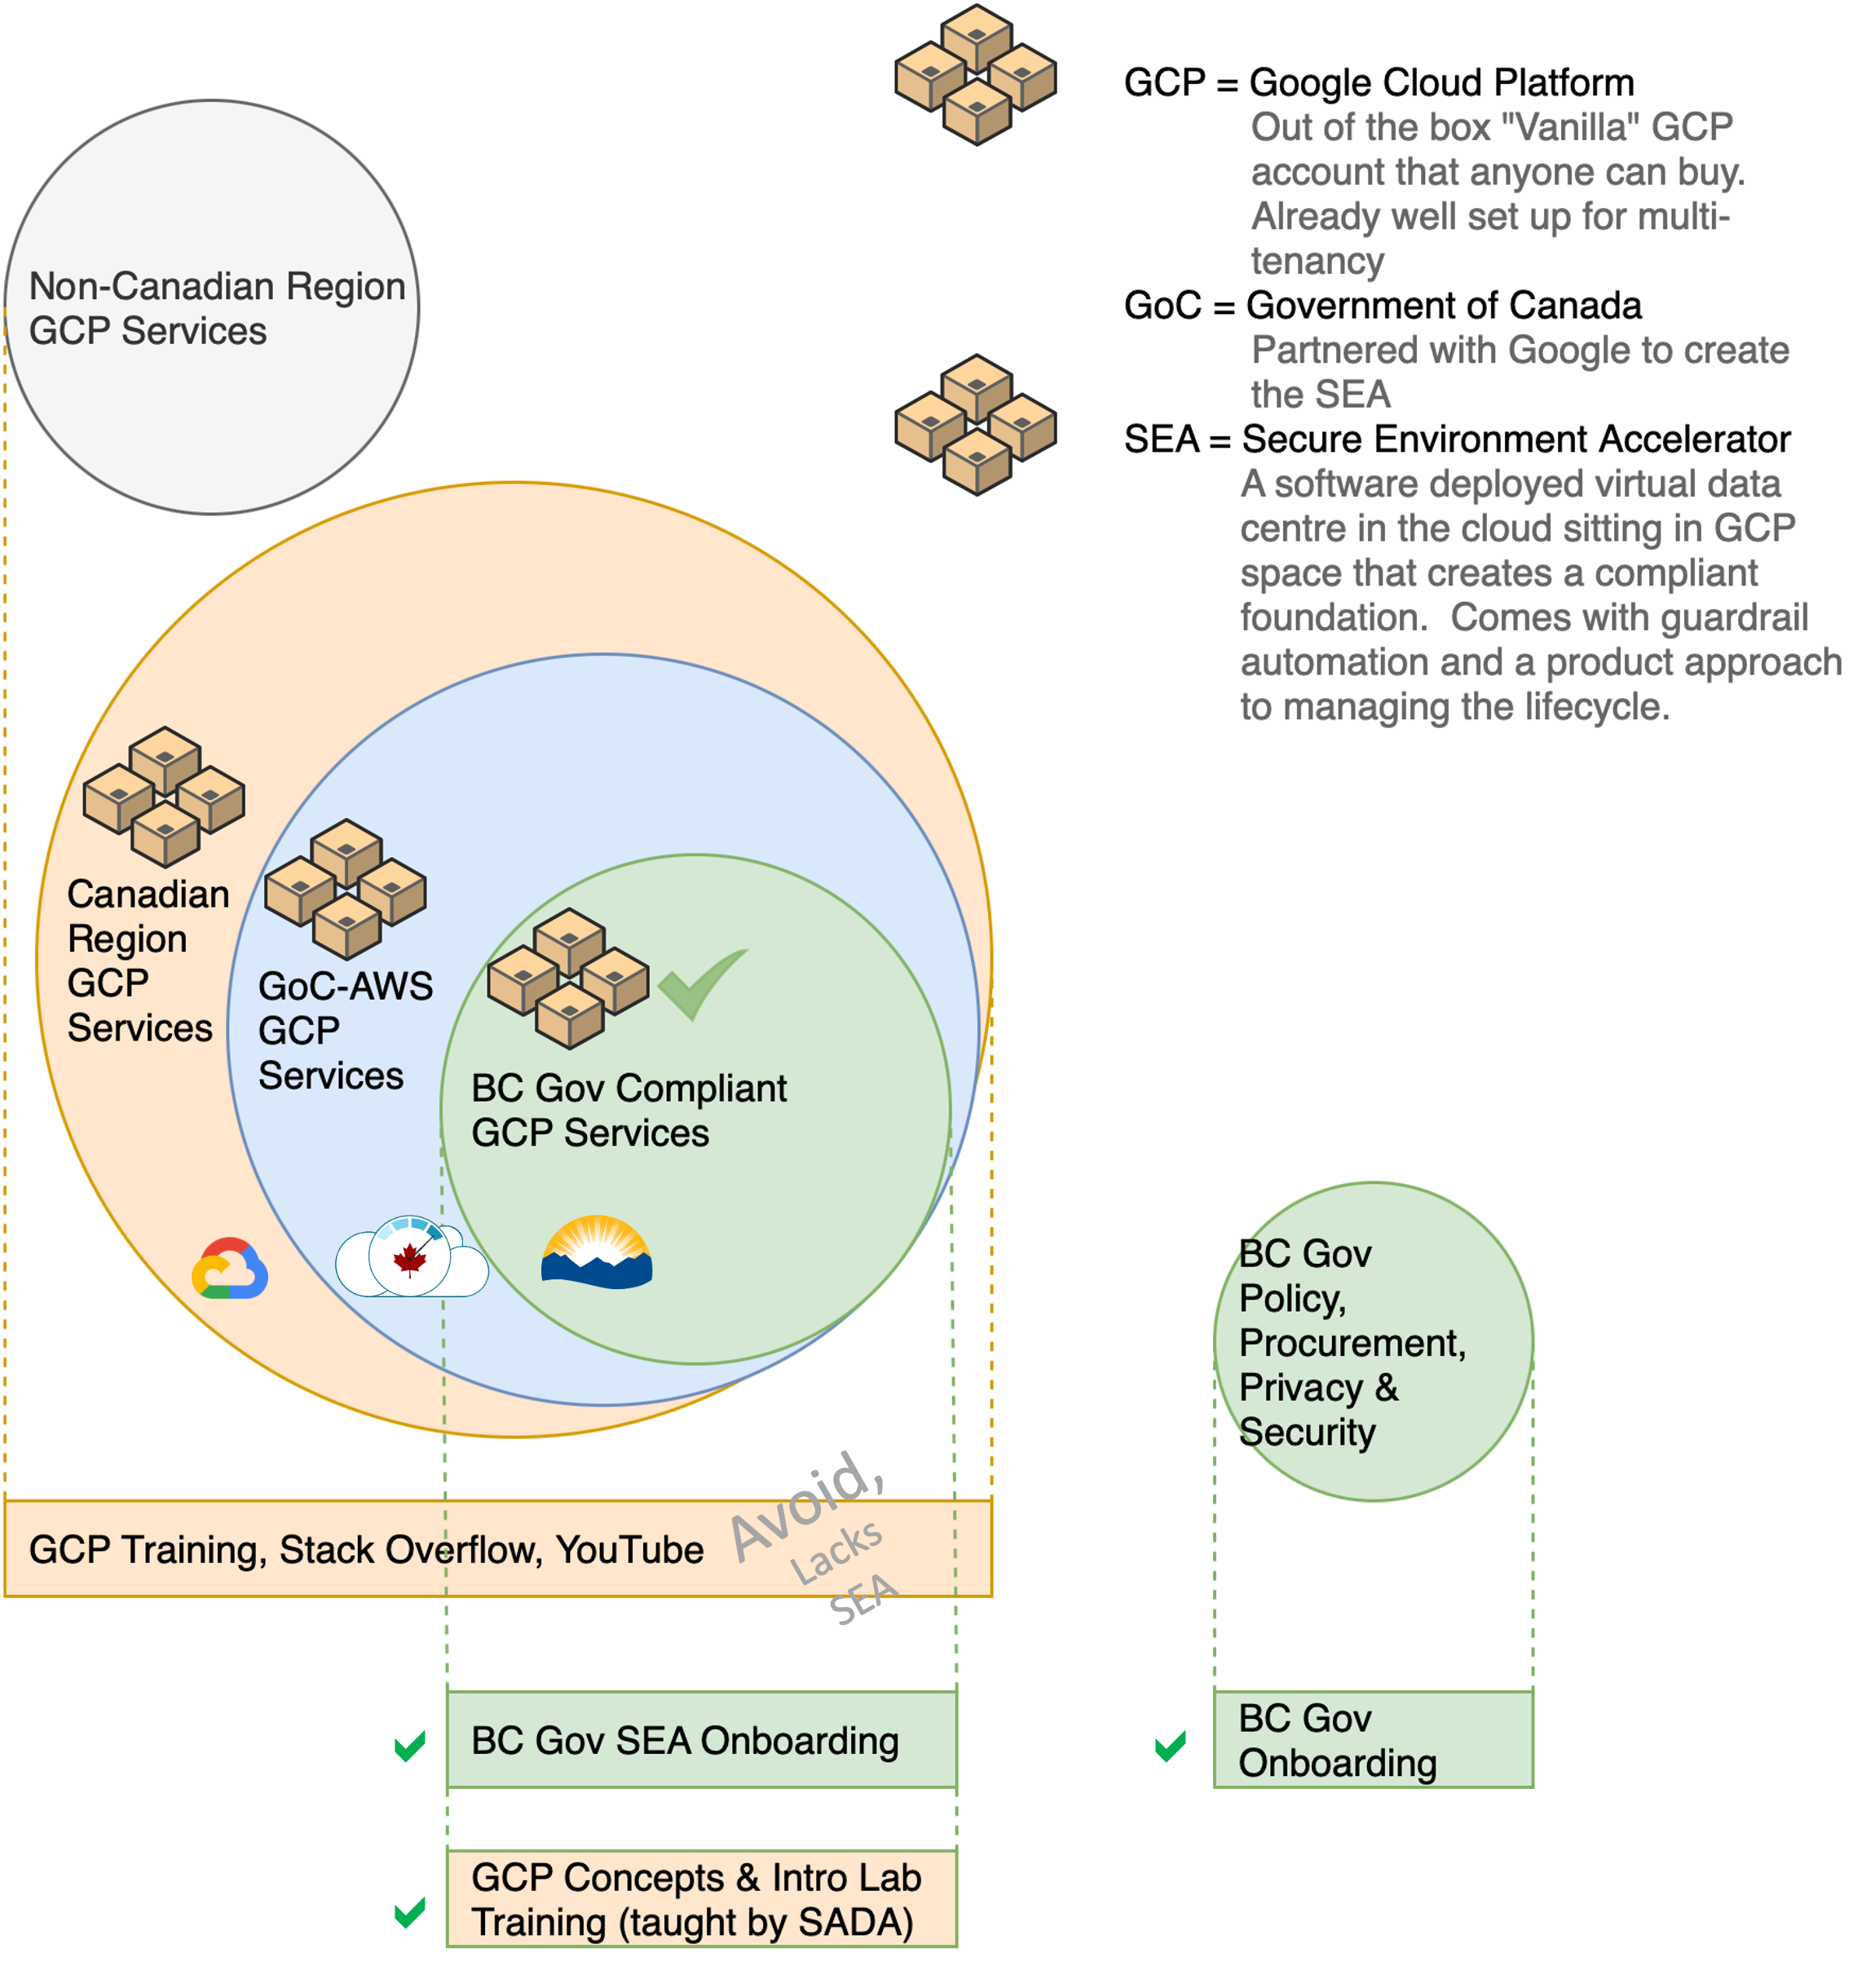 GCP = Google Cloud Platform
Out of the box "Vanilla" GCP
account that anyone can buy.
Already well set up for multi-
tenancy
GoC = Government of Canada
Partnered with Google to create
the SEA
SEA = Secure Environment Accelerator
A software deployed virtual data
centre in the cloud sitting in GCP
space that creates a compliant
foundation.  Comes with guardrail
automation and a product approach
to managing the lifecycle.
Non-Canadian Region
GCP Services
Canadian
Region
GCP
Services
GoC-AWS
GCP
Services
BC Gov Compliant
GCP Services
BC Gov
Policy,
Procurement,
Privacy &
Security
GCP Training, Stack Overflow, YouTube
Avoid,
Lacks
SEA
BC Gov SEA Onboarding
BC Gov
Onboarding
GCP Concepts & Intro Lab
Training (taught by SADA)